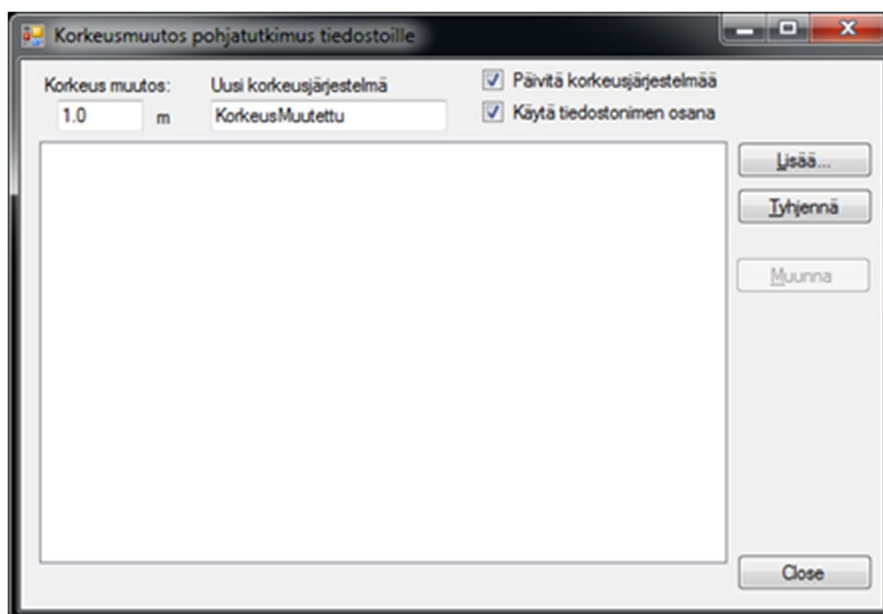 Korkeusmuutos pohjatutkimus tiedostoille
Korkeus muutos:
1.0 m
Uusi korkeusjärjestelmä
KorkeusMuutettu
Päivitä korkeusjärjestelmää
Käytä tiedostonimen osana
Lisää...
Tyhjennä
Muunna
Close